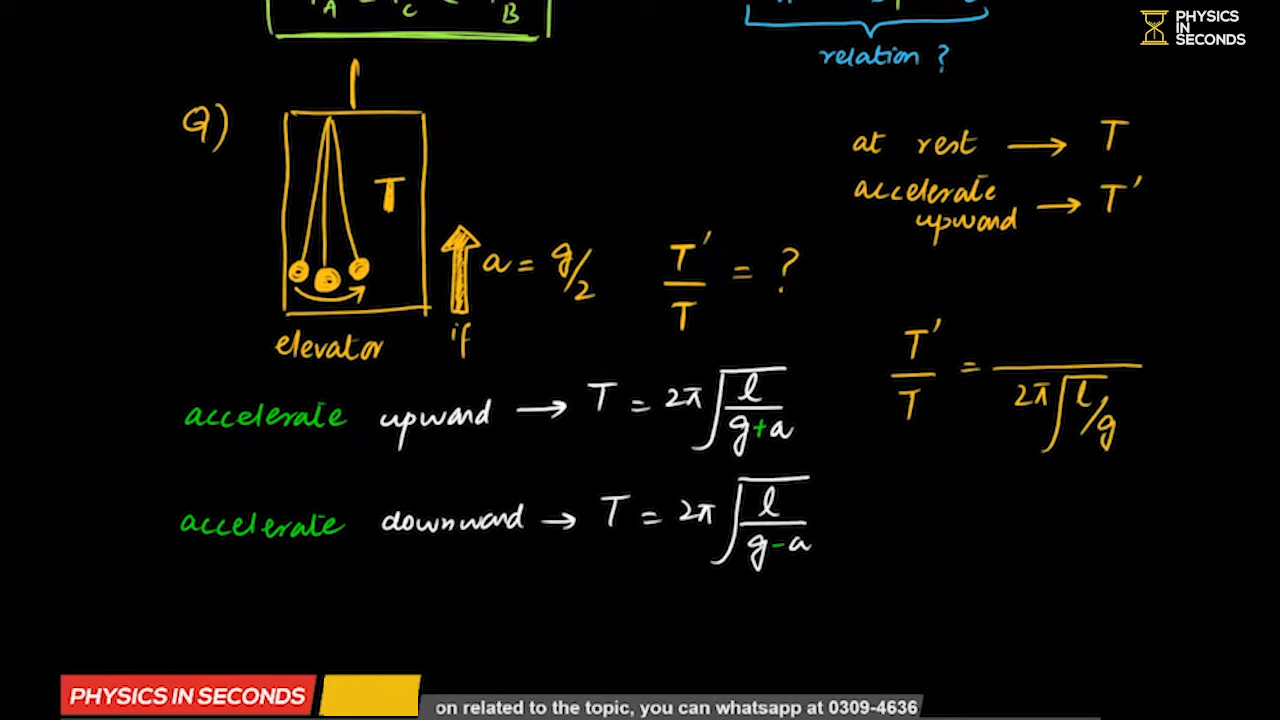 PHYSICS
IN
SECONDS
A C B
relation ?
Q)
T
at rest → T
accelerate upward → T'
a = g/2
if
T'/T = ?
elevator
accelerate upward → T = 2π√(l/(g+a))
T'/T = /(2π√(l/g))
accelerate downward → T = 2π√(l/(g-a))
PHYSICS IN SECONDS
on related to the topic, you can whatsapp at 0309-4636